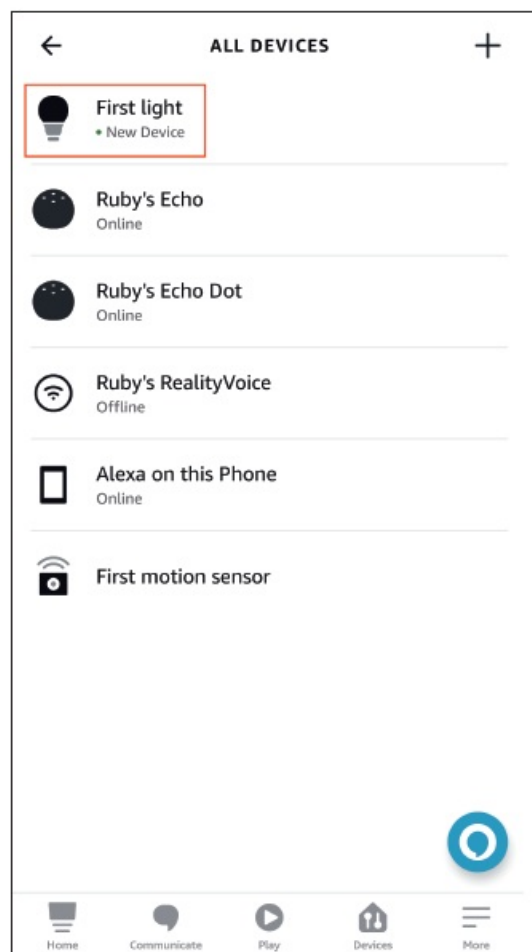 ALL DEVICES
First light
• New Device
Ruby's Echo
Online
Ruby's Echo Dot
Online
Ruby's RealityVoice
Offline
Alexa on this Phone
Online
First motion sensor
Home Communicate Play Devices More